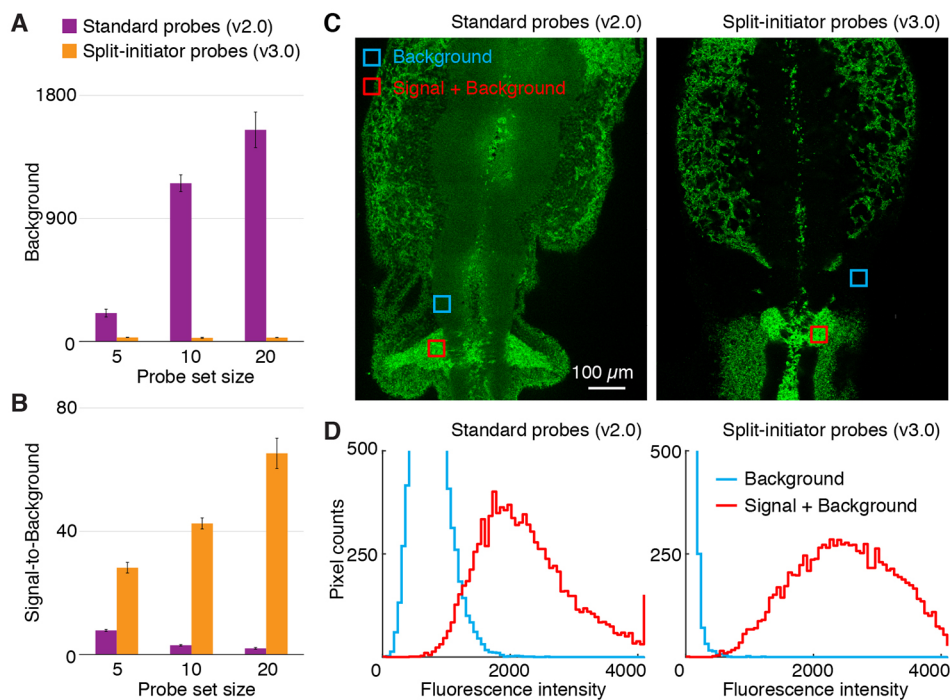 A
Standard probes (v2.0)
Split-initiator probes (v3.0)
1800
900
0
Background
5 10 20
Probe set size
B
80
40
0
Signal-to-Background
5 10 20
Probe set size
C
Standard probes (v2.0)
Split-initiator probes (v3.0)
Background
Signal + Background
100 µm
D
Standard probes (v2.0)
500
250
Pixel counts
0 2000 4000
Fluorescence intensity
Split-initiator probes (v3.0)
500
250
Background
Signal + Background
0 2000 4000
Fluorescence intensity